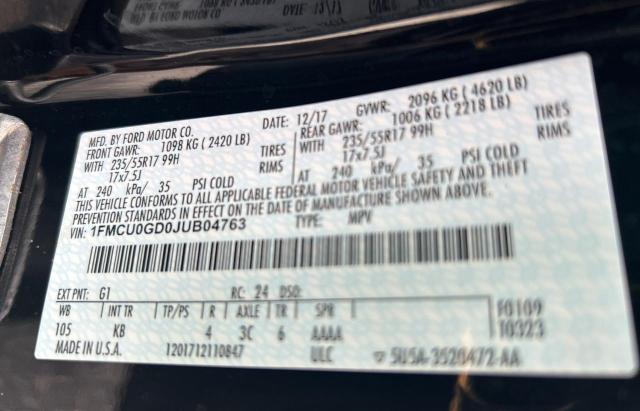 MFD. BY FORD MOTOR CO.
DATE: 12/17 GVWR: 2096 KG ( 4620 LB)
FRONT GAWR: 1098 KG ( 2420 LB)
REAR GAWR: 1006 KG ( 2218 LB)
WITH 235/55R17 99H TIRES
WITH 235/55R17 99H TIRES
17x7.5J RIMS
17x7.5J RIMS
AT 240 kPa/ 35 PSI COLD
AT 240 kPa/ 35 PSI COLD
THIS VEHICLE CONFORMS TO ALL APPLICABLE FEDERAL MOTOR VEHICLE SAFETY AND THEFT
PREVENTION STANDARDS IN EFFECT ON THE DATE OF MANUFACTURE SHOWN ABOVE.
VIN: 1FMCU0GD0JUB04763 TYPE: MPV
EXT PNT: G1 RC: 24 DSO:
WB INT TR TP/PS R AXLE TR SPR
F0109
105 KB 4 3C 6 AAAA
T0323
MADE IN U.S.A. 1201712110847 ULC 5U5A-3520472-AA